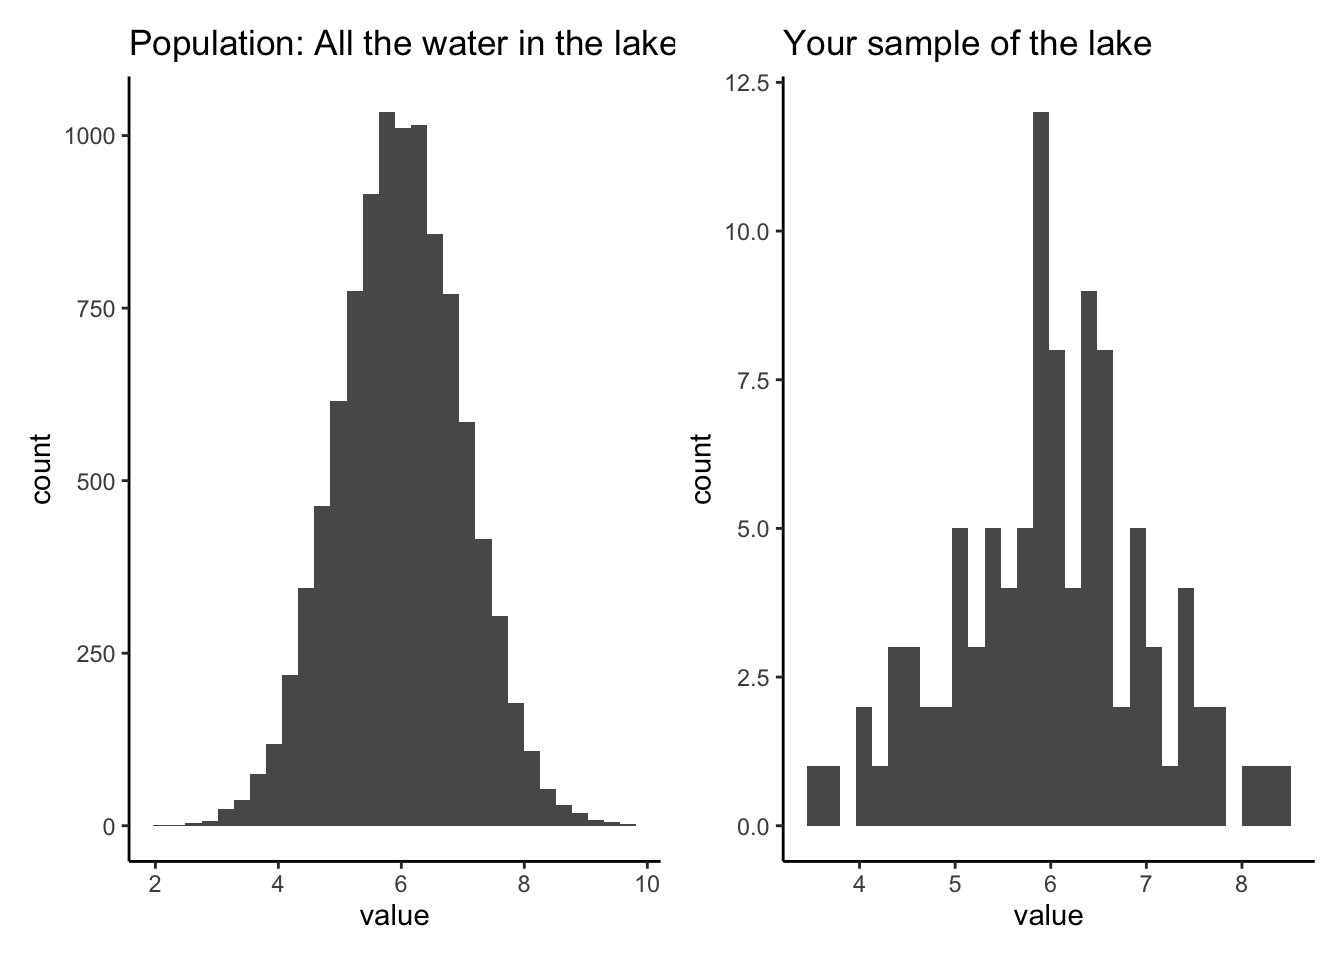 Population: All the water in the lake
1000
750
500
250
0
count
2 4 6 8 10
value
Your sample of the lake
12.5
10.0
7.5
5.0
2.5
0.0
count
4 5 6 7 8
value